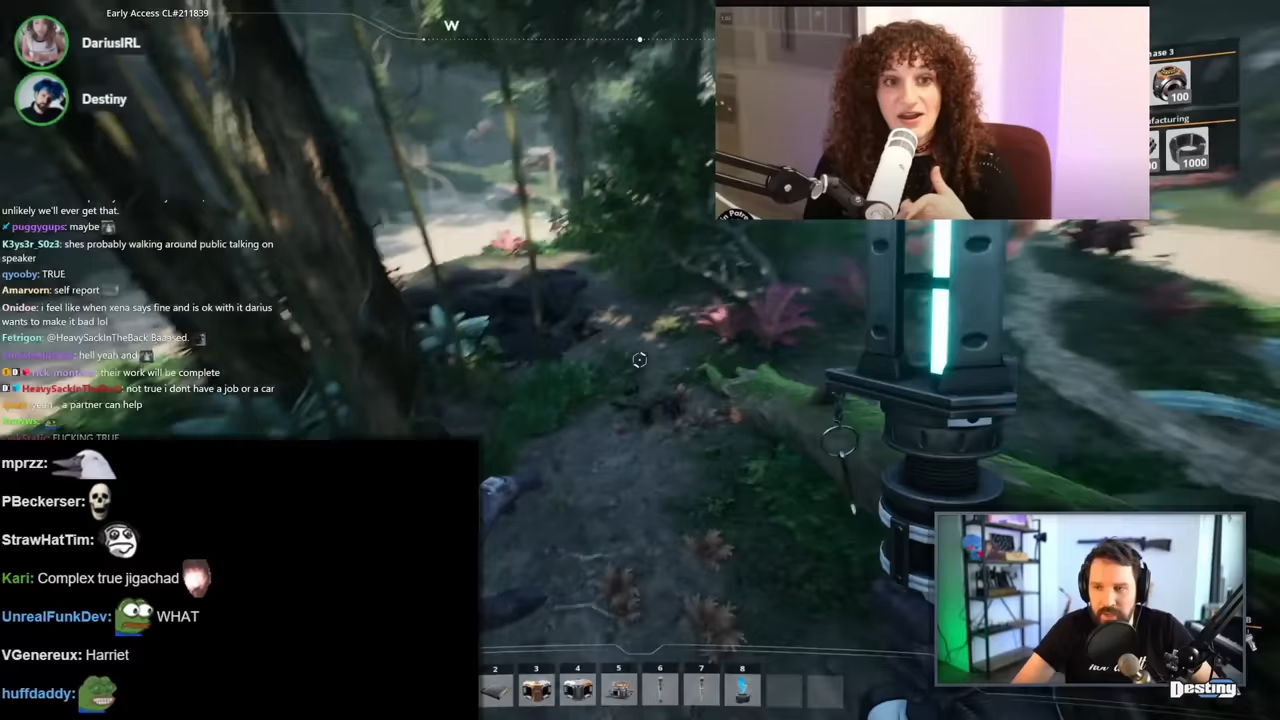 Early Access CL#211839
W
DariusIRL
Destiny
ase 3
100
facturing
1000
unlikely we'll ever get that.
puggygups: maybe
K3ys3r_S0z3: shes probably walking around public talking on
speaker
qyooby: TRUE
Amarvorn: self report
Onidoe: i feel like when xena says fine and is ok with it darius
wants to make it bad lol
Fetrigon: @HeavySackInTheBack Baaased.
hell yeah and
their work will be complete
HeavySackInTheBack: not true i dont have a job or a car
a partner can help
FUCKING TRUE
mprzz:
PBeckerser:
StrawHatTim:
Kari: Complex true jigachad
UnrealFunkDev: WHAT
VGenereux: Harriet
huffdaddy:
2 3 4 5 6 7 8
Destiny